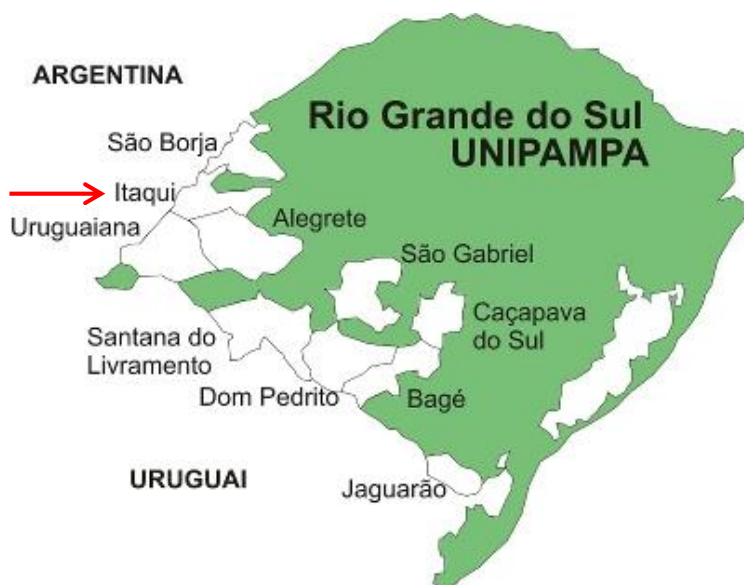 ARGENTINA
Rio Grande do Sul
UNIPAMPA
São Borja
Itaqui
Uruguaiana
Alegrete
São Gabriel
Caçapava
do Sul
Santana do
Livramento
Dom Pedrito
Bagé
URUGUAI
Jaguarão